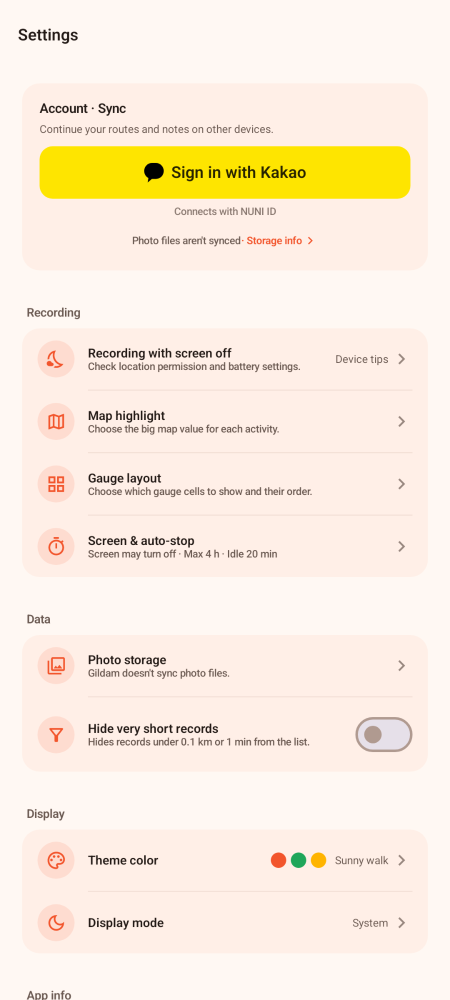 Settings
Account · Sync
Continue your routes and notes on other devices.
Sign in with Kakao
Connects with NUNI ID
Photo files aren't synced · Storage info
Recording
Recording with screen off
Check location permission and battery settings.
Device tips
Map highlight
Choose the big map value for each activity.
Gauge layout
Choose which gauge cells to show and their order.
Screen & auto-stop
Screen may turn off · Max 4 h · Idle 20 min
Data
Photo storage
Gildam doesn't sync photo files.
Hide very short records
Hides records under 0.1 km or 1 min from the list.
Display
Theme color
Sunny walk
Display mode
System
App info